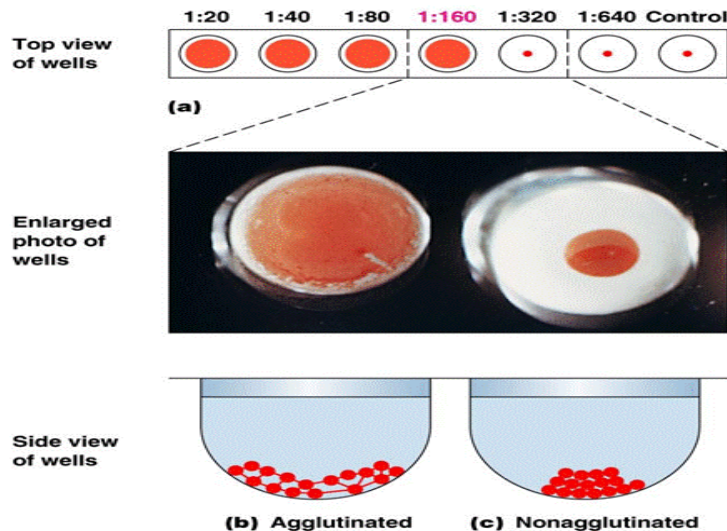 1:20 1:40 1:80 1:160 1:320 1:640 Control
Top view
of wells
(a)
Enlarged
photo of
wells
Side view
of wells
(b) Agglutinated
(c) Nonagglutinated